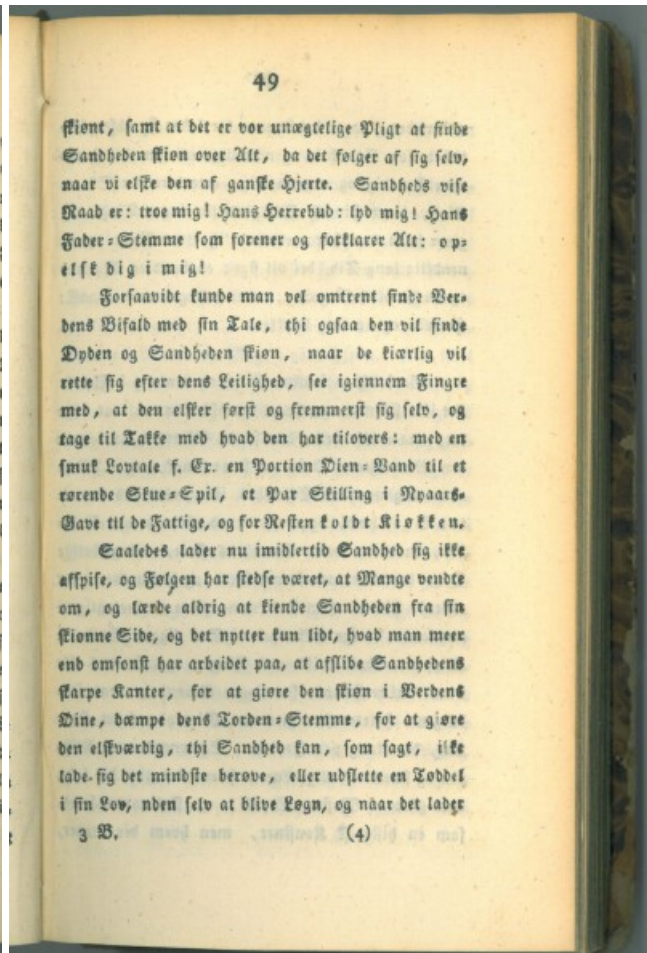 49
skiønt, samt at det er vor unægtelige Pligt at finde
Sandheden skiøn over Alt, da det følger af sig selv,
naar vi elske den af ganske Hjerte. Sandheds vise
Raad er: troe mig! Hans Herrebud: lyd mig! Hans
Fader-Stemme som forener og forklarer Alt: op-
elsk dig i mig!
Forsaavidt kunde man vel omtrent finde Ver-
dens Bifald med sin Tale, thi ogsaa den vil finde
Dyden og Sandheden skiøn, naar de kiærlig vil
rette sig efter dens Leilighed, see igiennem Fingre
med, at den elsker først og fremmerst sig selv, og
tage til Takke med hvad den har tilovers: med en
smuk Lovtale f. Ex. en Portion Øien-Vand til et
rørende Skue-Spil, et Par Skilling i Nyaars-
Gave til de Fattige, og for Resten koldt Kiøkken.
Saaledes lader nu imidlertid Sandhed sig ikke
afspise, og Følgen har stedse været, at Mange vendte
om, og lærde aldrig at kiende Sandheden fra sin
skiønne Side, og det nytter kun lidt, hvad man meer
end omsonst har arbeidet paa, at afslibe Sandhedens
skarpe Kanter, for at giøre den skiøn i Verdens
Øine, dæmpe dens Torden-Stemme, for at giøre
den elskværdig, thi Sandhed kan, som sagt, ikke
lade sig det mindste berøve, eller udslette en Tøddel
i sin Lov, uden selv at blive Løgn, og naar det lader
3 B. (4)